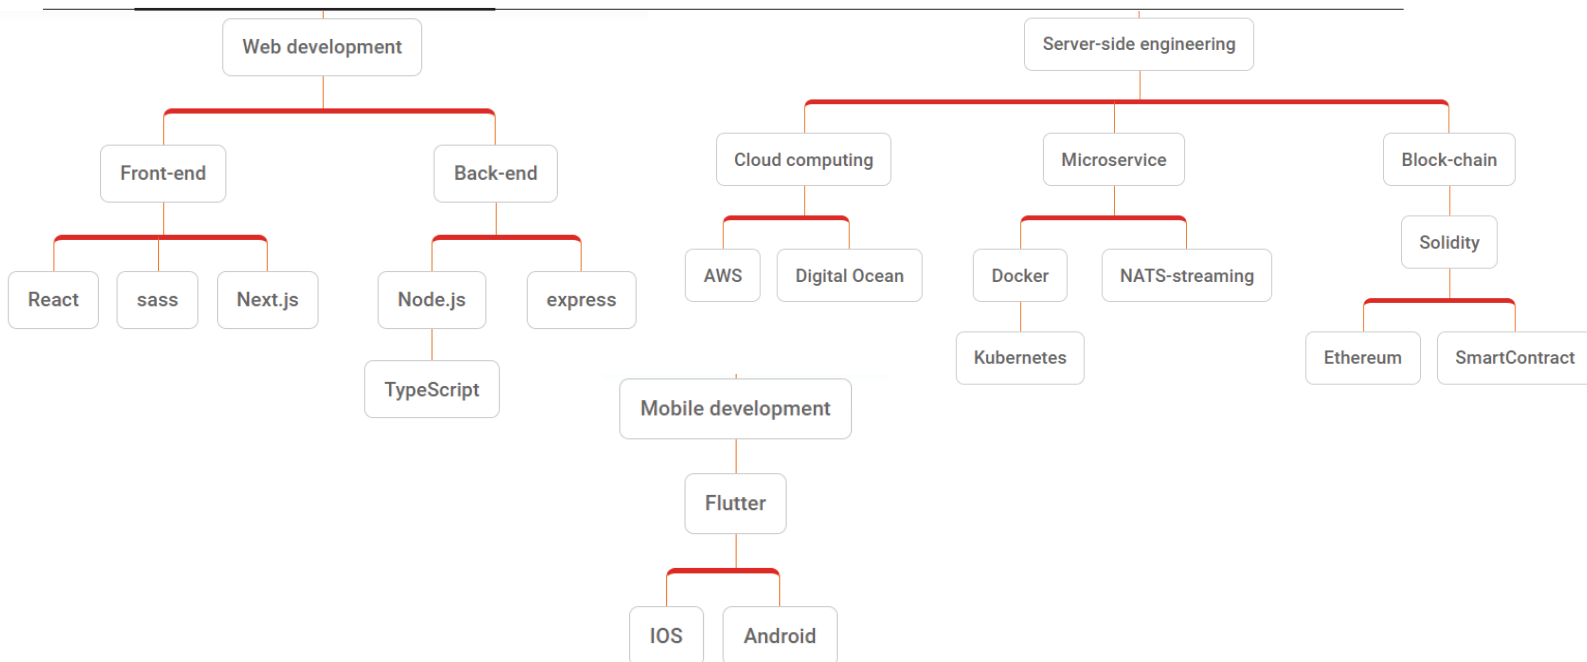 Web development
Server-side engineering
Front-end
Back-end
Cloud computing
Microservice
Block-chain
React
sass
Next.js
Node.js
express
AWS
Digital Ocean
Docker
NATS-streaming
Solidity
TypeScript
Kubernetes
Ethereum
SmartContract
Mobile development
Flutter
IOS
Android